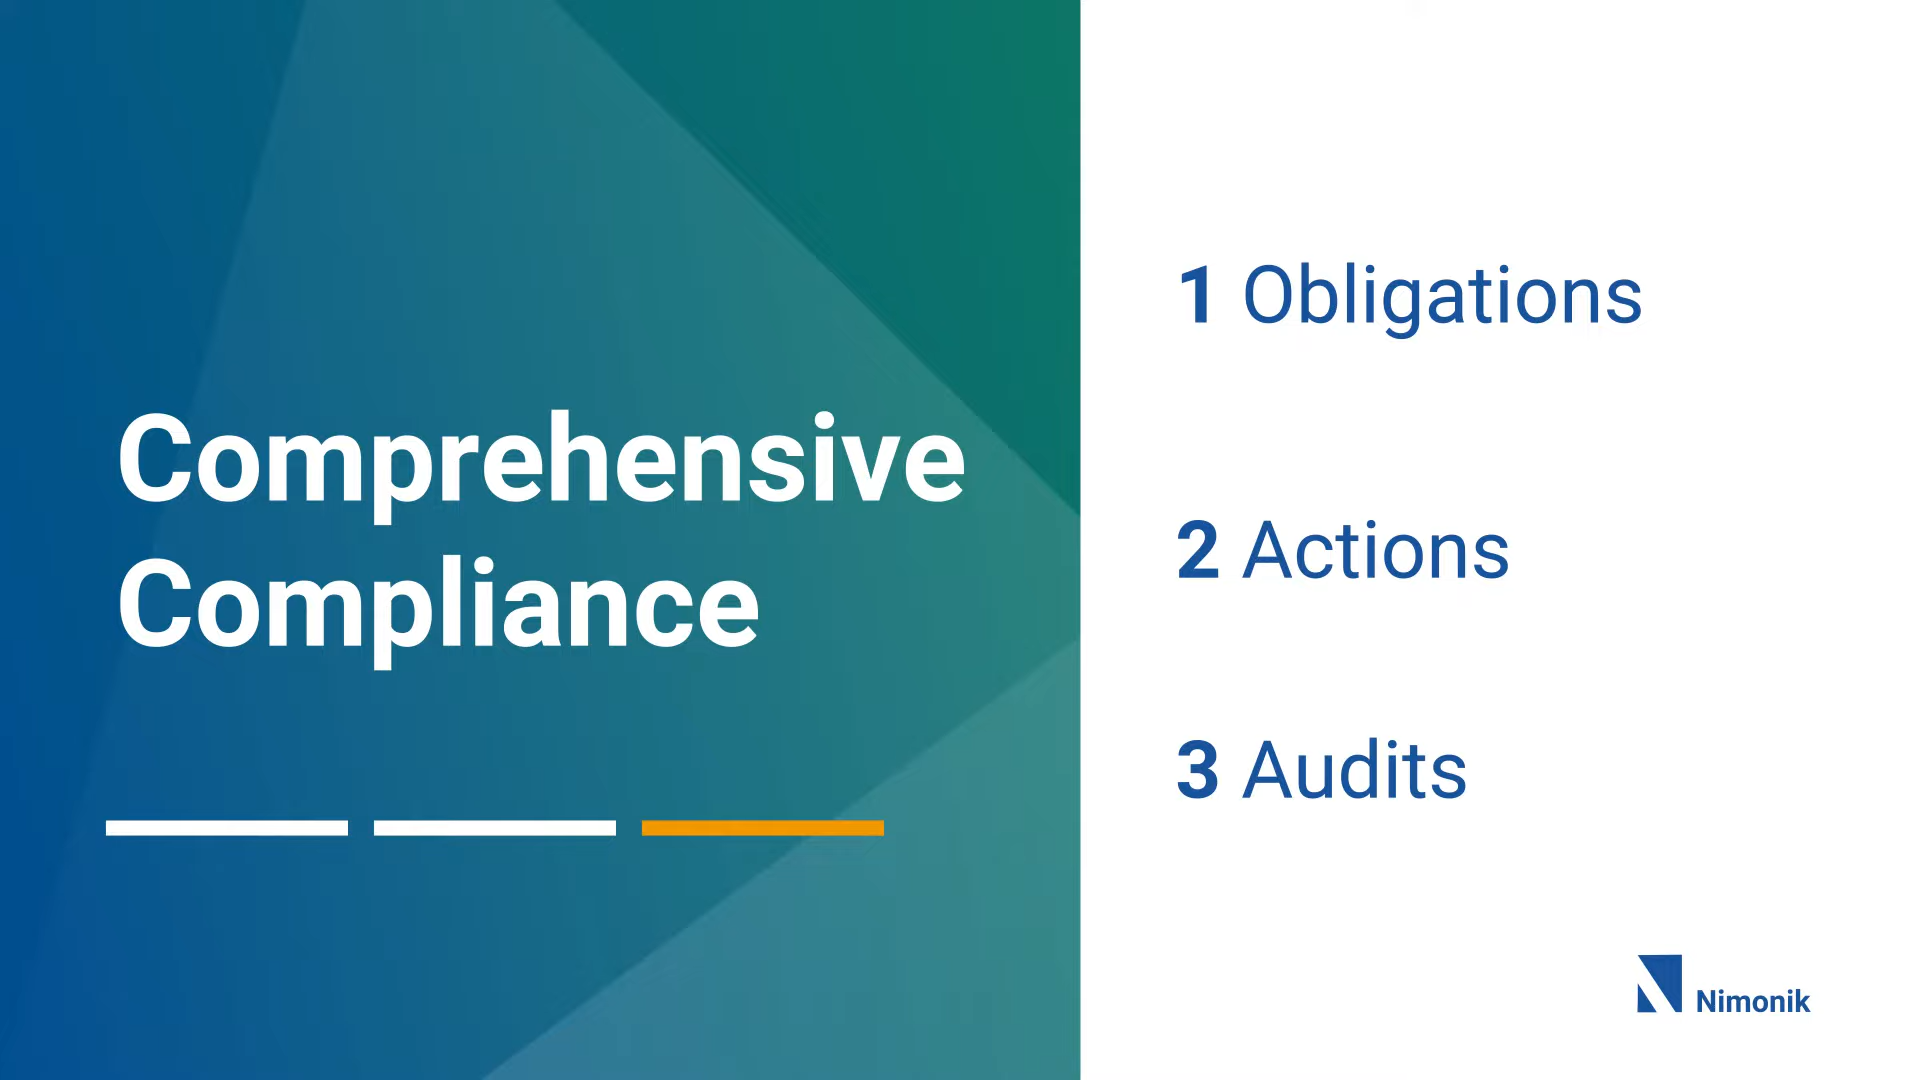 Comprehensive
Compliance
1 Obligations
2 Actions
3 Audits
Nimonik